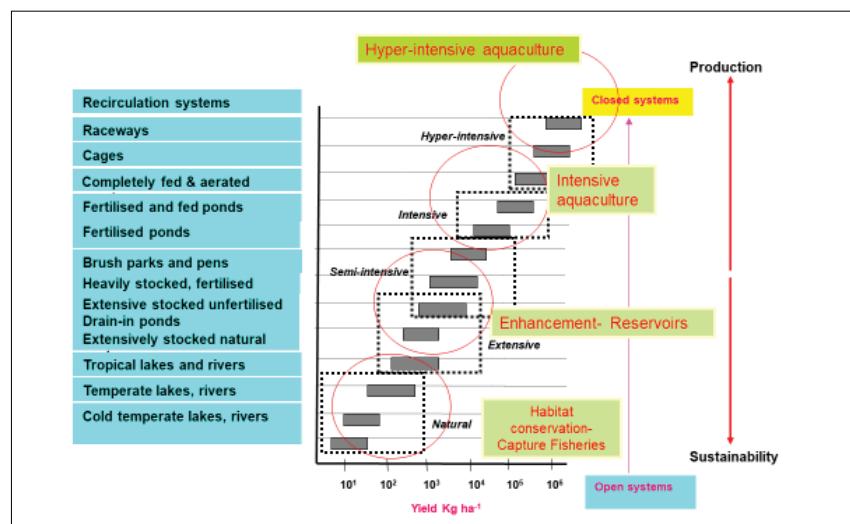 Hyper-intensive aquaculture
Production
Recirculation systems
Closed systems
Raceways
Hyper-intensive
Cages
Completely fed & aerated
Intensive
aquaculture
Fertilised and fed ponds
Intensive
Fertilised ponds
Brush parks and pens
Semi-intensive
Heavily stocked, fertilised
Extensive stocked unfertilised
Drain-in ponds
Enhancement- Reservoirs
Extensively stocked natural
Extensive
Tropical lakes and rivers
Temperate lakes, rivers
Cold temperate lakes, rivers
Natural
Habitat
conservation-
Capture Fisheries
Sustainability
10¹ 10² 10³ 10⁴ 10⁵ 10⁶
Open systems
Yield Kg ha⁻¹